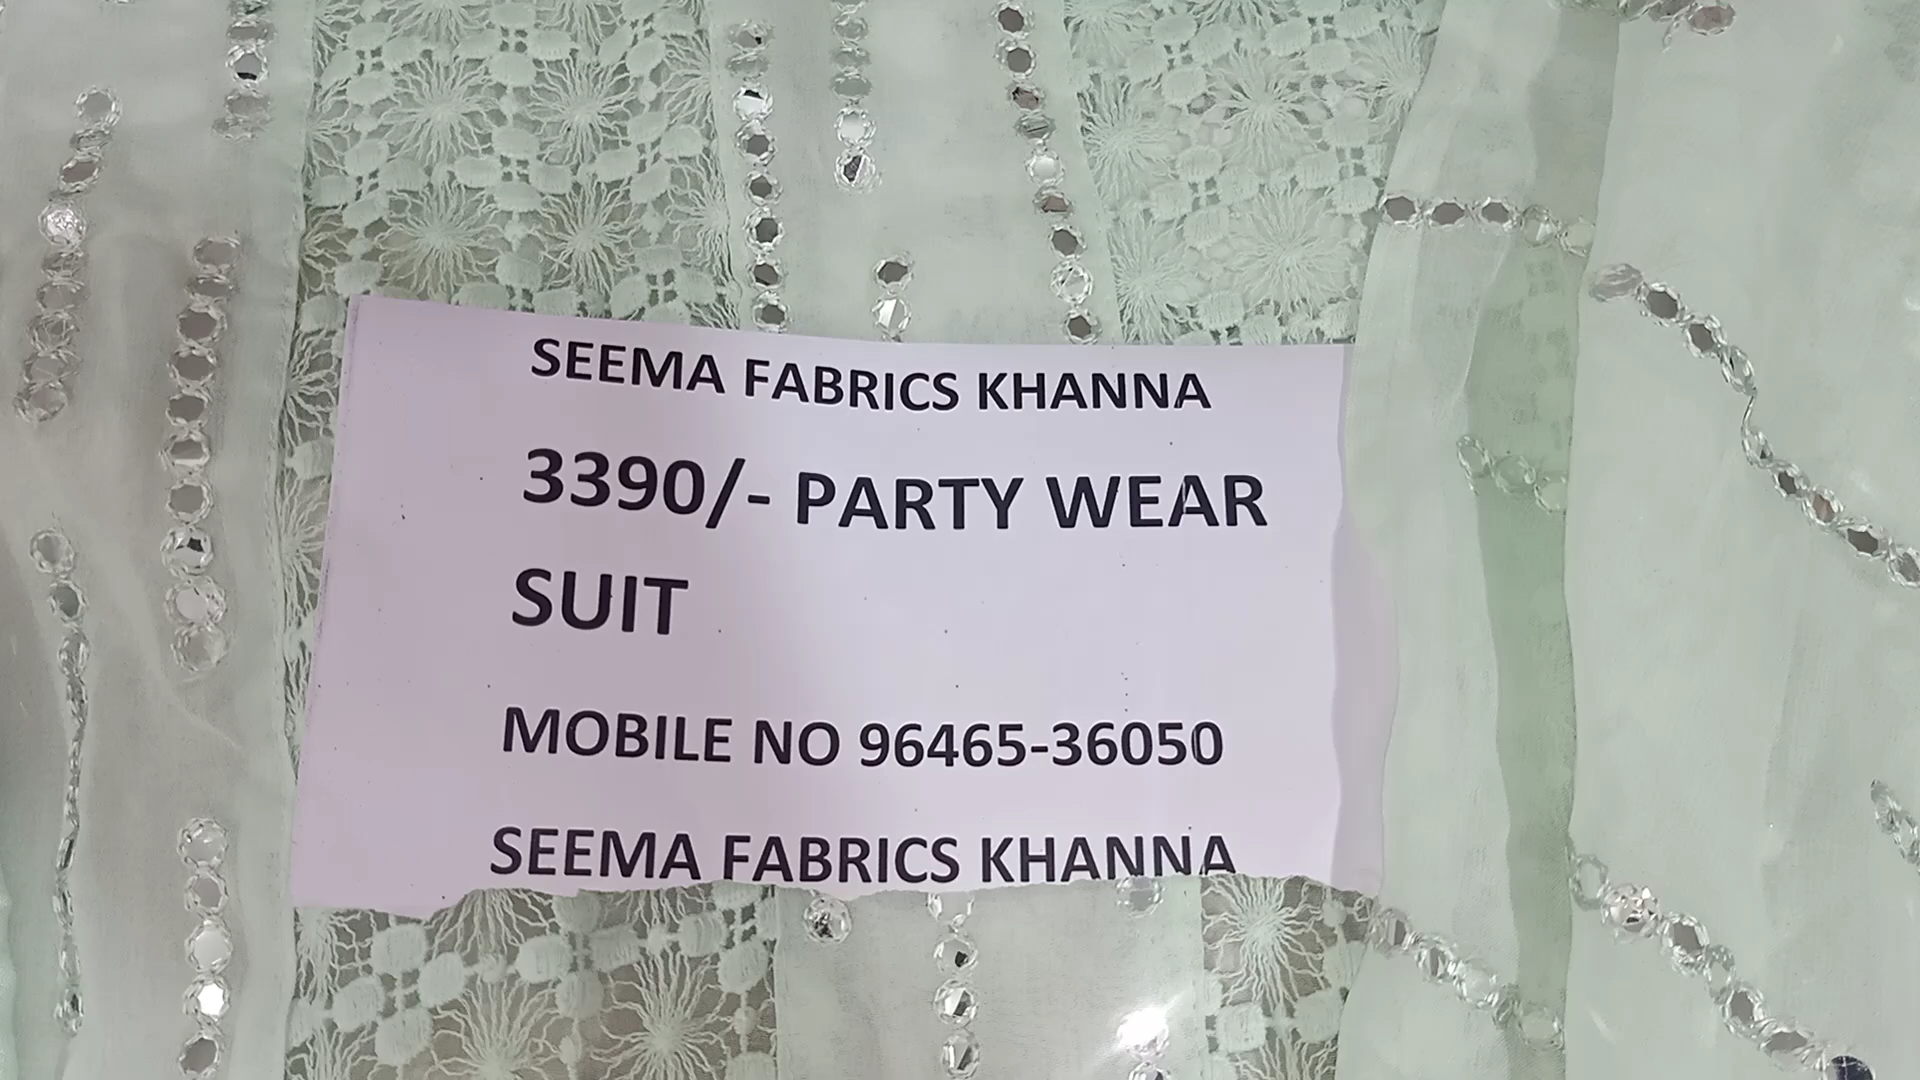 SEEMA FABRICS KHANNA
3390/- PARTY WEAR
SUIT
MOBILE NO 96465-36050
SEEMA FABRICS KHANNA